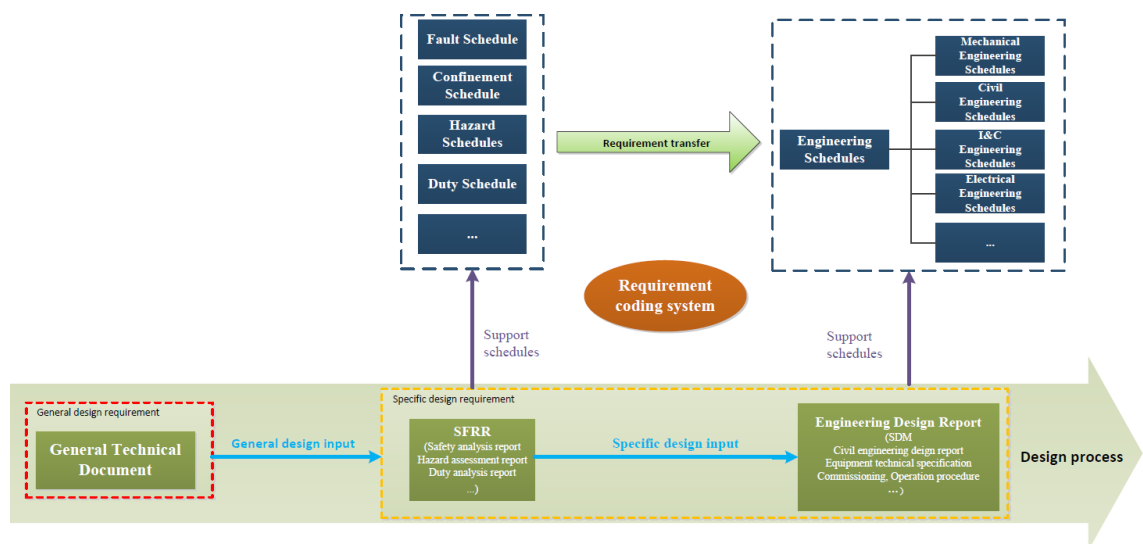 Fault Schedule
Confinement
Schedule
Hazard
Schedules
Duty Schedule
...
Requirement transfer
Engineering
Schedules
Mechanical
Engineering
Schedules
Civil
Engineering
Schedules
I&C
Engineering
Schedules
Electrical
Engineering
Schedules
...
Requirement
coding system
Support
schedules
Support
schedules
General design requirement
General Technical
Document
General design input
Specific design requirement
SFRR
(Safety analysis report
Hazard assessment report
Duty analysis report
...)
Specific design input
Engineering Design Report
(SDM
Civil engineering deign report
Equipment technical specification
Commissioning, Operation procedure
...)
Design process